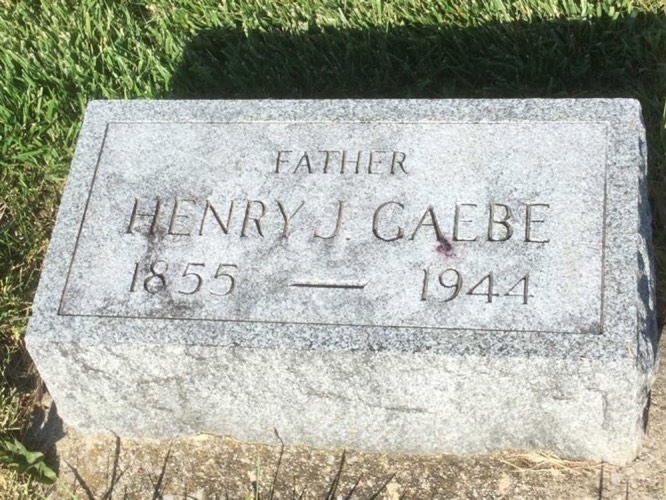 FATHER
HENRY J. GAEBE
1855 — 1944